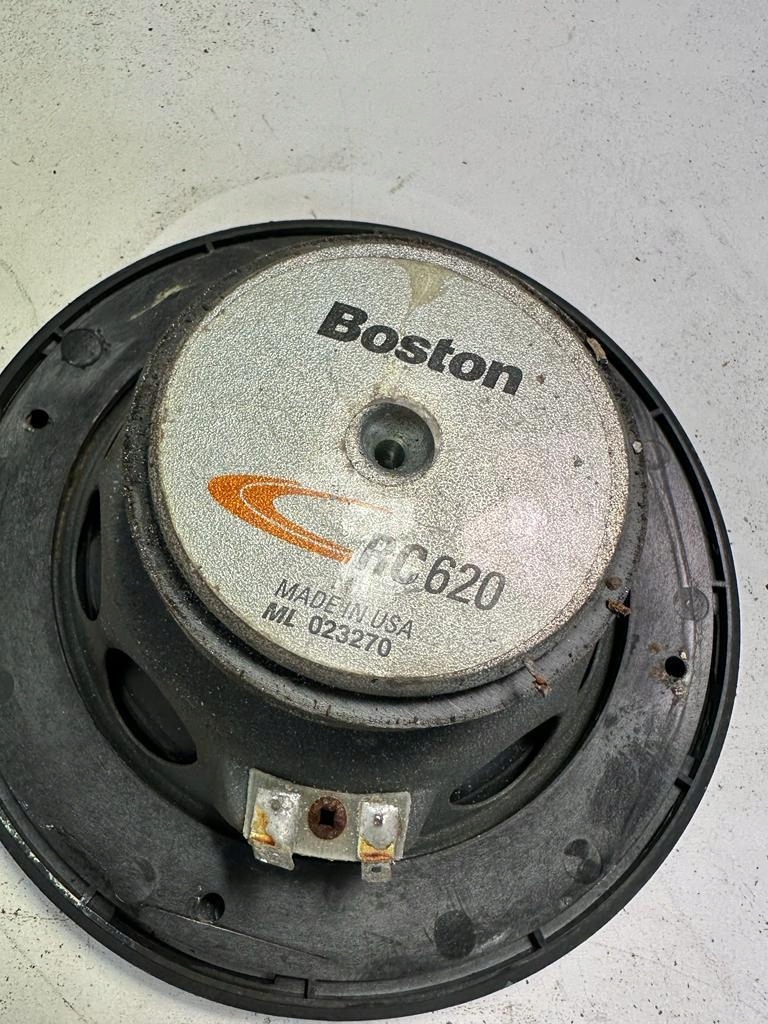 Boston
RC620
MADE IN USA
ML 023270